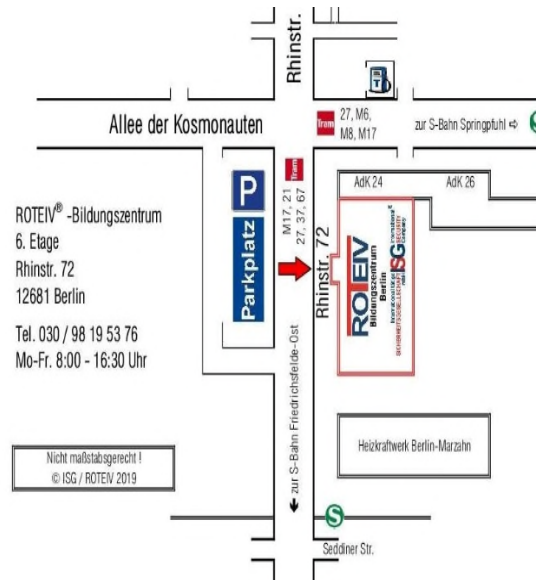 Rhinstr.
T
Allee der Kosmonauten
Tram
27, M6,
M8, M17
zur S-Bahn Springpfuhl ⇨
S
Tram
M17, 21
27, 37, 67
AdK 24
AdK 26
P
Parkplatz
Rhinstr. 72
ROTEIV
Bildungszentrum
Berlin
ISG
SICHERHEITSGESELLSCHAFT
ROTEIV® -Bildungszentrum
6. Etage
Rhinstr. 72
12681 Berlin
Tel. 030 / 98 19 53 76
Mo-Fr. 8:00 - 16:30 Uhr
← zur S-Bahn Friedrichsfelde-Ost
Heizkraftwerk Berlin-Marzahn
Nicht maßstabsgerecht !
© ISG / ROTEIV 2019
S
Seddiner Str.